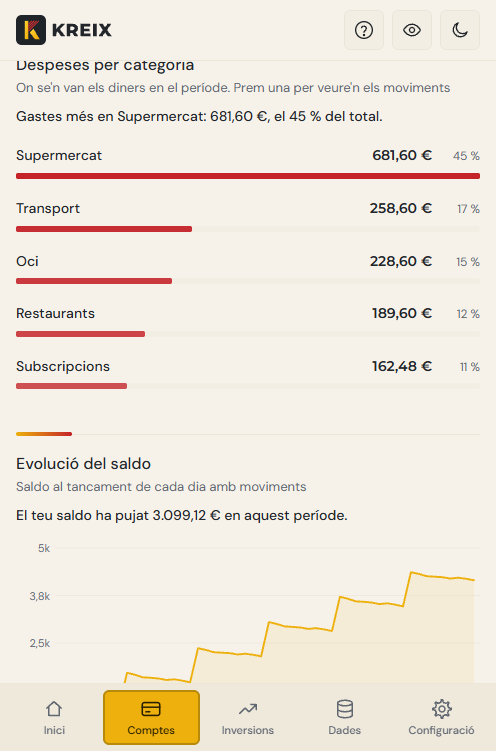 KREIX
Despeses per categoria
On se'n van els diners en el període. Prem una per veure'n els moviments
Gastes més en Supermercat: 681,60 €, el 45 % del total.
Supermercat 681,60 € 45 %
Transport 258,60 € 17 %
Oci 228,60 € 15 %
Restaurants 189,60 € 12 %
Subscripcions 162,48 € 11 %
Evolució del saldo
Saldo al tancament de cada dia amb moviments
El teu saldo ha pujat 3.099,12 € en aquest període.
5k
3,8k
2,5k
Inici Comptes Inversions Dades Configuració